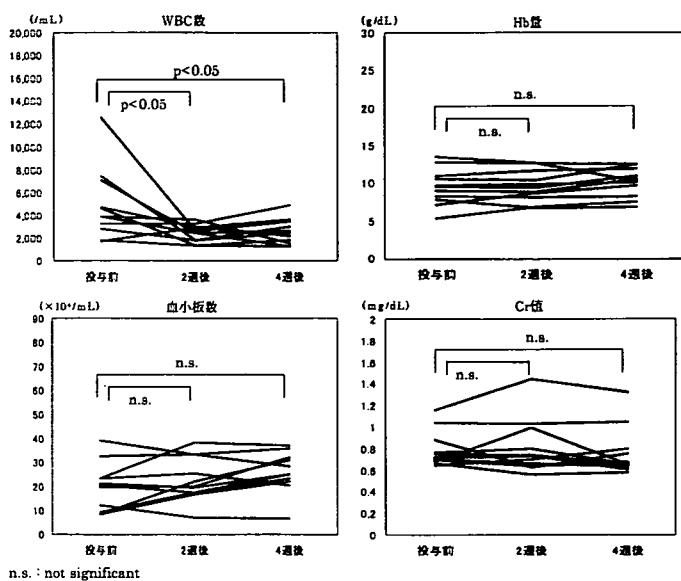 (/mL) WBC数
20,000
18,000
16,000
14,000
12,000
10,000
8,000
6,000
4,000
2,000
0
p<0.05
p<0.05
投与前 2週後 4週後
(g/dL) Hb量
30
25
20
15
10
5
0
n.s.
n.s.
投与前 2週後 4週後
(×10⁴/mL) 血小板数
90
80
70
60
50
40
30
20
10
0
n.s.
n.s.
投与前 2週後 4週後
(mg/dL) Cr値
2
1.8
1.6
1.4
1.2
1
0.8
0.6
0.4
0.2
0
n.s.
n.s.
投与前 2週後 4週後
n.s.：not significant